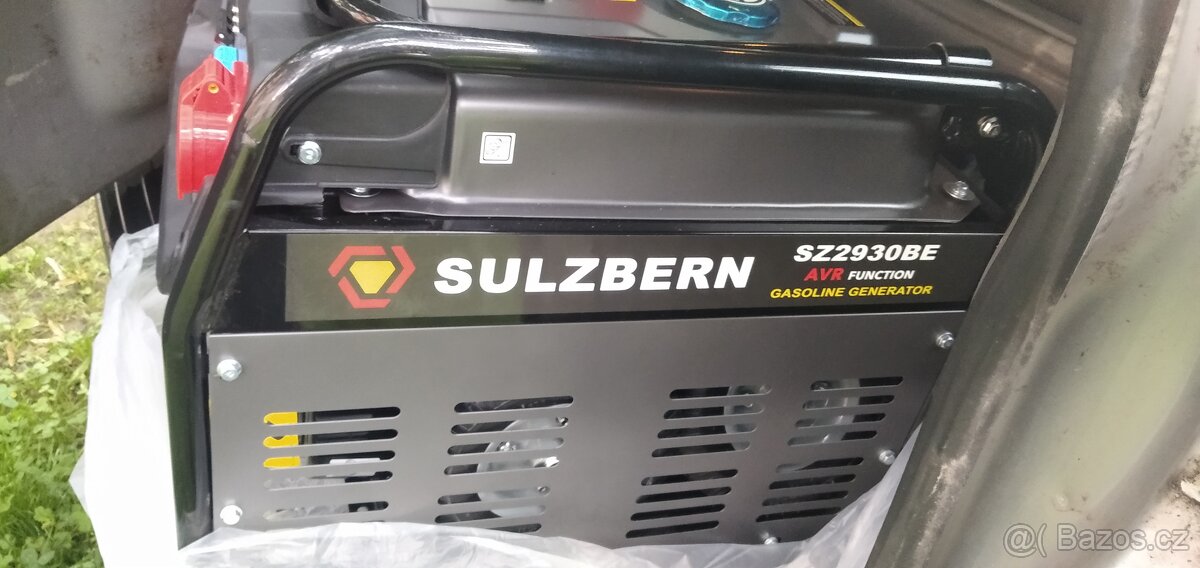 SULZBERN
SZ2930BE
AVR FUNCTION
GASOLINE GENERATOR
@( Bazos.cz